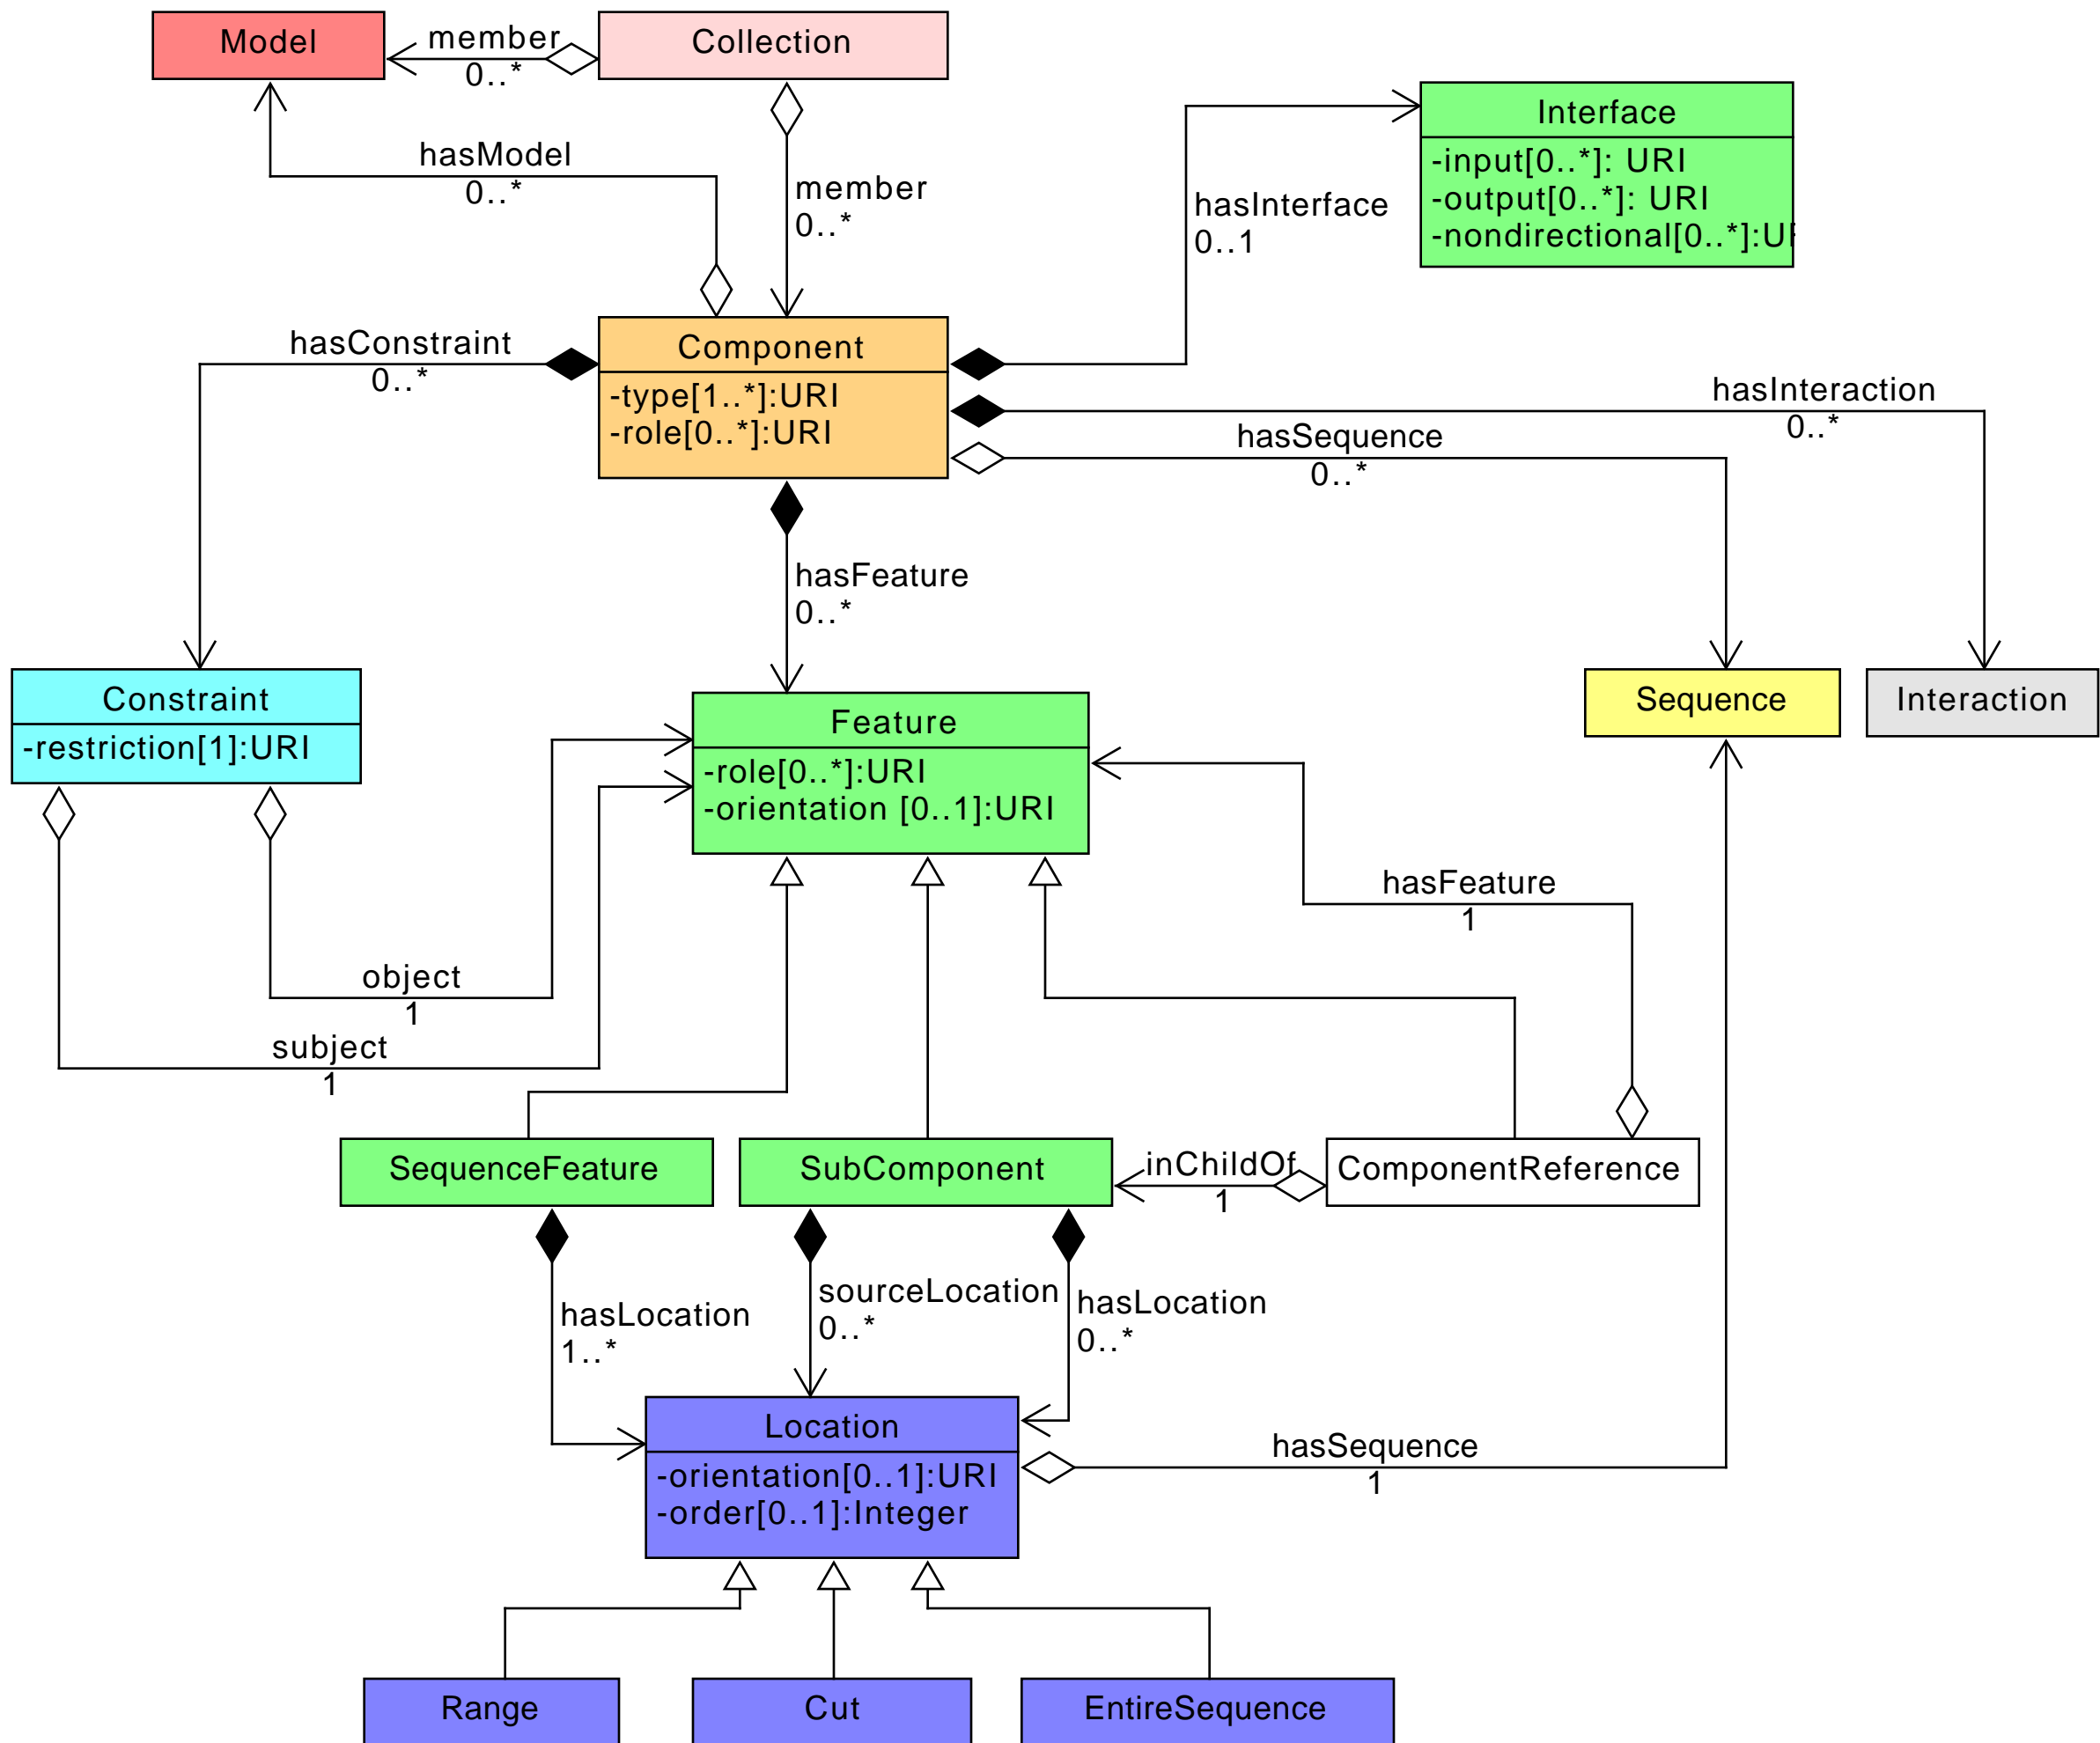 Model
member
0..*
Collection
Interface
-input[0..*]: URI
-output[0..*]: URI
-nondirectional[0..*]:U
hasModel
0..*
member
0..*
hasInterface
0..1
hasConstraint
0..*
Component
-type[1..*]:URI
-role[0..*]:URI
hasInteraction
0..*
hasSequence
0..*
hasFeature
0..*
Constraint
-restriction[1]:URI
Feature
-role[0..*]:URI
-orientation [0..1]:URI
Sequence
Interaction
hasFeature
1
object
1
subject
1
SequenceFeature
SubComponent
inChildOf
1
ComponentReference
hasLocation
1..*
sourceLocation
0..*
hasLocation
0..*
Location
-orientation[0..1]:URI
-order[0..1]:Integer
hasSequence
1
Range
Cut
EntireSequence